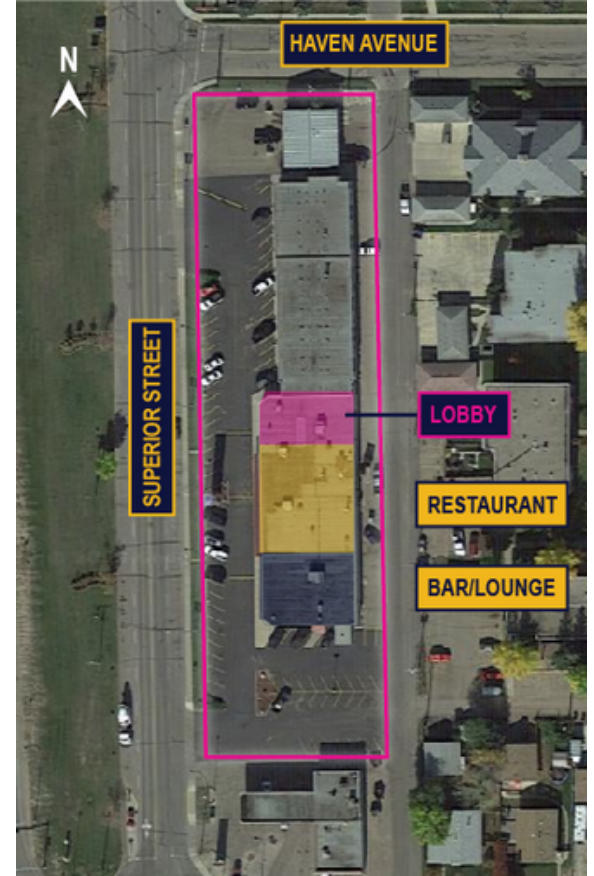 HAVEN AVENUE
N
SUPERIOR STREET
LOBBY
RESTAURANT
BAR/LOUNGE